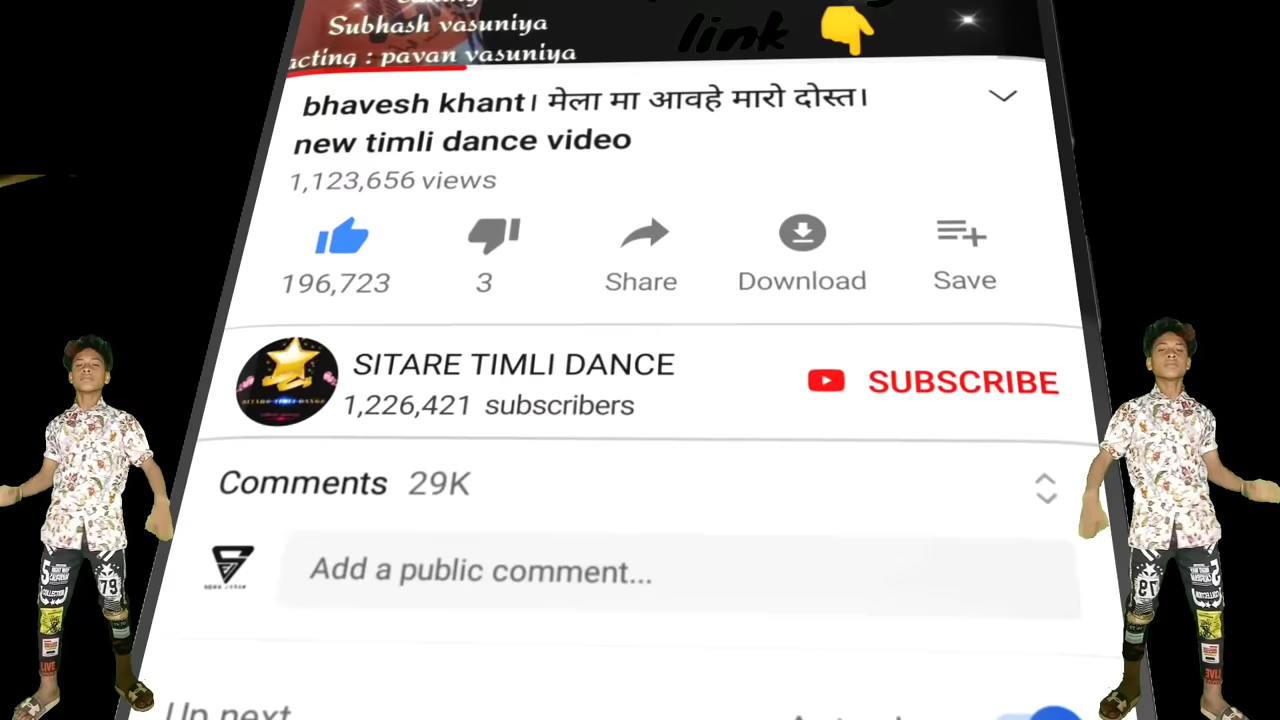 Subhash vasuniya
acting : pavan vasuniya
link
bhavesh khant। मेला मा आवहे मारो दोस्त।
new timli dance video
1,123,656 views
196,723
3
Share
Download
Save
SITARE TIMLI DANCE
1,226,421 subscribers
SUBSCRIBE
Comments 29K
Add a public comment...
Up next
79
LIVE